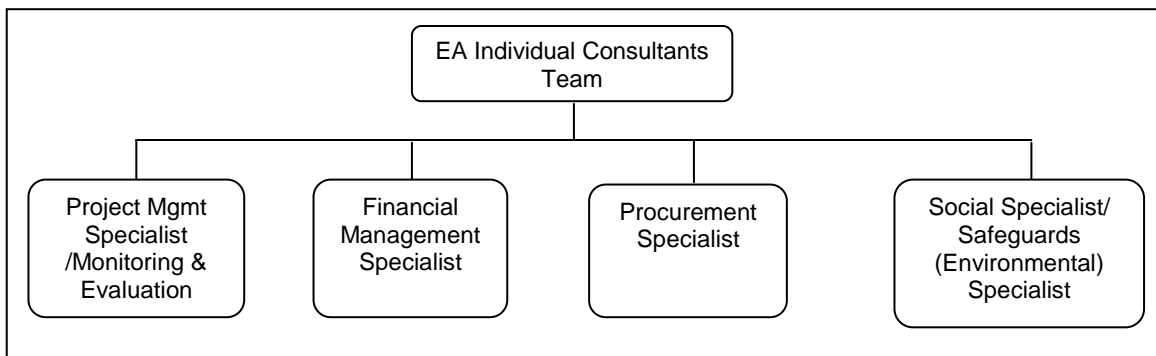 EA Individual Consultants
Team
Project Mgmt
Specialist
/Monitoring &
Evaluation
Financial
Management
Specialist
Procurement
Specialist
Social Specialist/
Safeguards
(Environmental)
Specialist